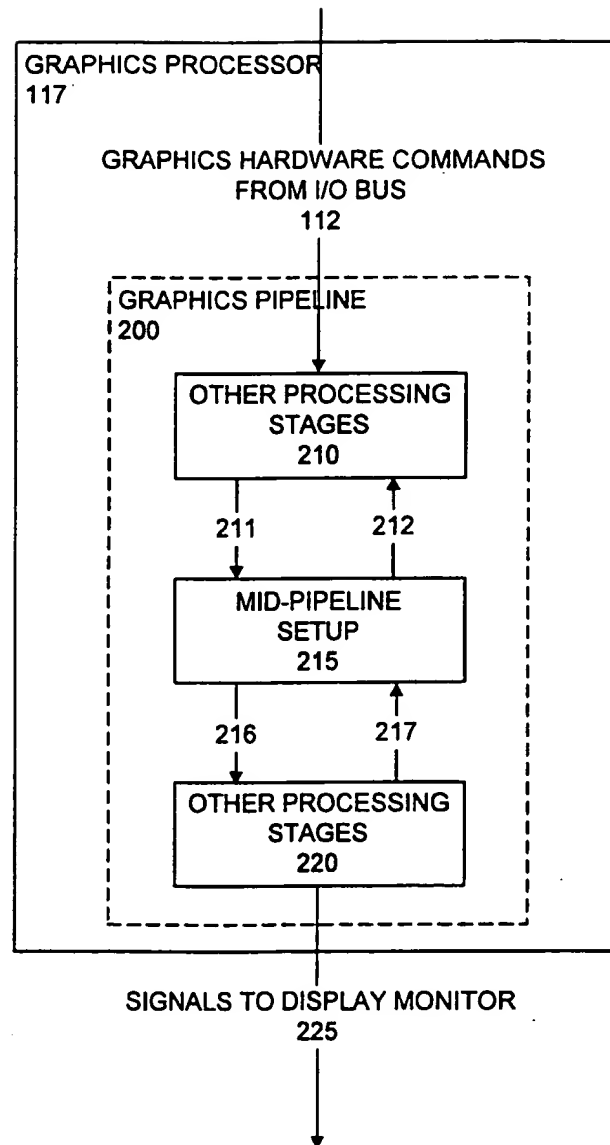 GRAPHICS PROCESSOR
117
GRAPHICS HARDWARE COMMANDS
FROM I/O BUS
112
GRAPHICS PIPELINE
200
OTHER PROCESSING
STAGES
210
211
212
MID-PIPELINE
SETUP
215
216
217
OTHER PROCESSING
STAGES
220
SIGNALS TO DISPLAY MONITOR
225